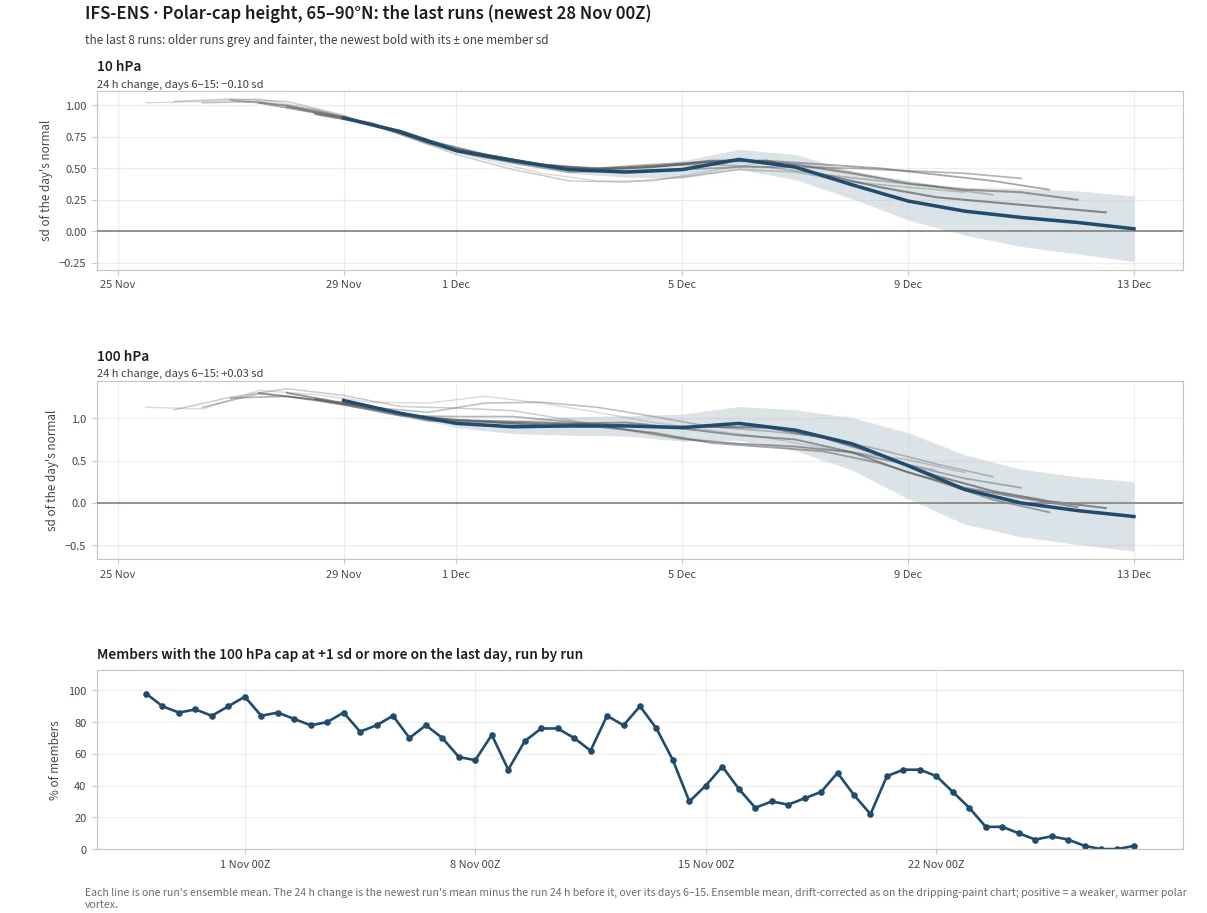 IFS-ENS · Polar-cap height, 65–90°N: the last runs (newest 28 Nov 00Z)
the last 8 runs: older runs grey and fainter, the newest bold with its ± one member sd
10 hPa
24 h change, days 6–15: −0.10 sd
sd of the day's normal
1.00
0.75
0.50
0.25
0.00
−0.25
25 Nov
29 Nov
1 Dec
5 Dec
9 Dec
13 Dec
100 hPa
24 h change, days 6–15: +0.03 sd
sd of the day's normal
1.0
0.5
0.0
−0.5
25 Nov
29 Nov
1 Dec
5 Dec
9 Dec
13 Dec
Members with the 100 hPa cap at +1 sd or more on the last day, run by run
% of members
100
80
60
40
20
0
1 Nov 00Z
8 Nov 00Z
15 Nov 00Z
22 Nov 00Z
Each line is one run's ensemble mean. The 24 h change is the newest run's mean minus the run 24 h before it, over its days 6–15. Ensemble mean, drift-corrected as on the dripping-paint chart; positive = a weaker, warmer polar
vortex.